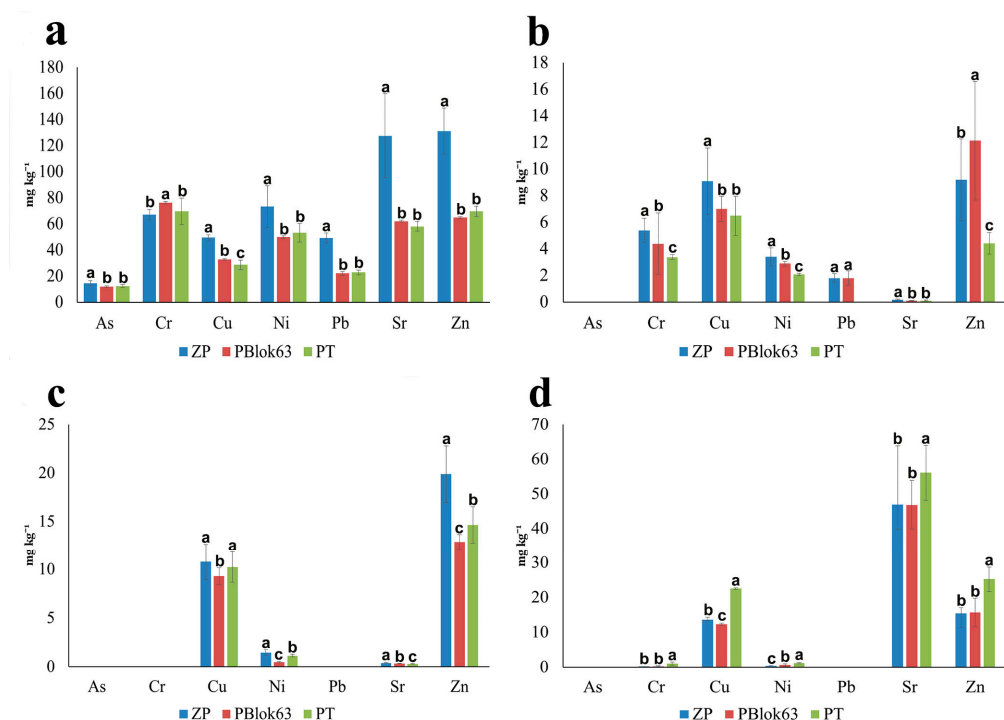 a
b
180
160
140
120
100
80
60
40
20
0
mg kg⁻¹
a b b
b a b
a b c
a b b
a b b
a b b
a b b
As Cr Cu Ni Pb Sr Zn
ZP PBlok63 PT
18
16
14
12
10
8
6
4
2
0
mg kg⁻¹
a b c
a b b
a b c
a a
a b b
b a c
As Cr Cu Ni Pb Sr Zn
ZP PBlok63 PT
c
d
25
20
15
10
5
0
mg kg⁻¹
a b a
a c b
a b c
a c b
As Cr Cu Ni Pb Sr Zn
ZP PBlok63 PT
70
60
50
40
30
20
10
0
mg kg⁻¹
b b a
b c a
c b a
b b a
b b a
As Cr Cu Ni Pb Sr Zn
ZP PBlok63 PT